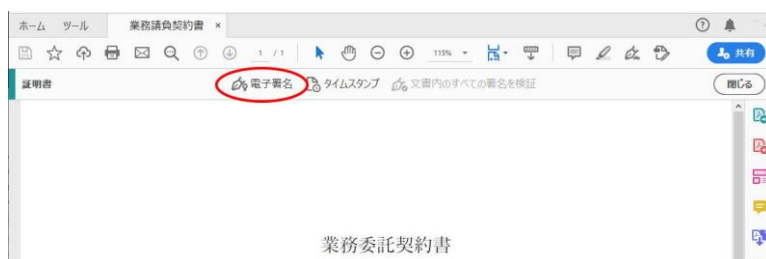 ホーム ツール 業務請負契約書 ×
1 / 1 115% 共有
証明書 電子署名 タイムスタンプ 文書内のすべての署名を検証 閉じる
業務委託契約書